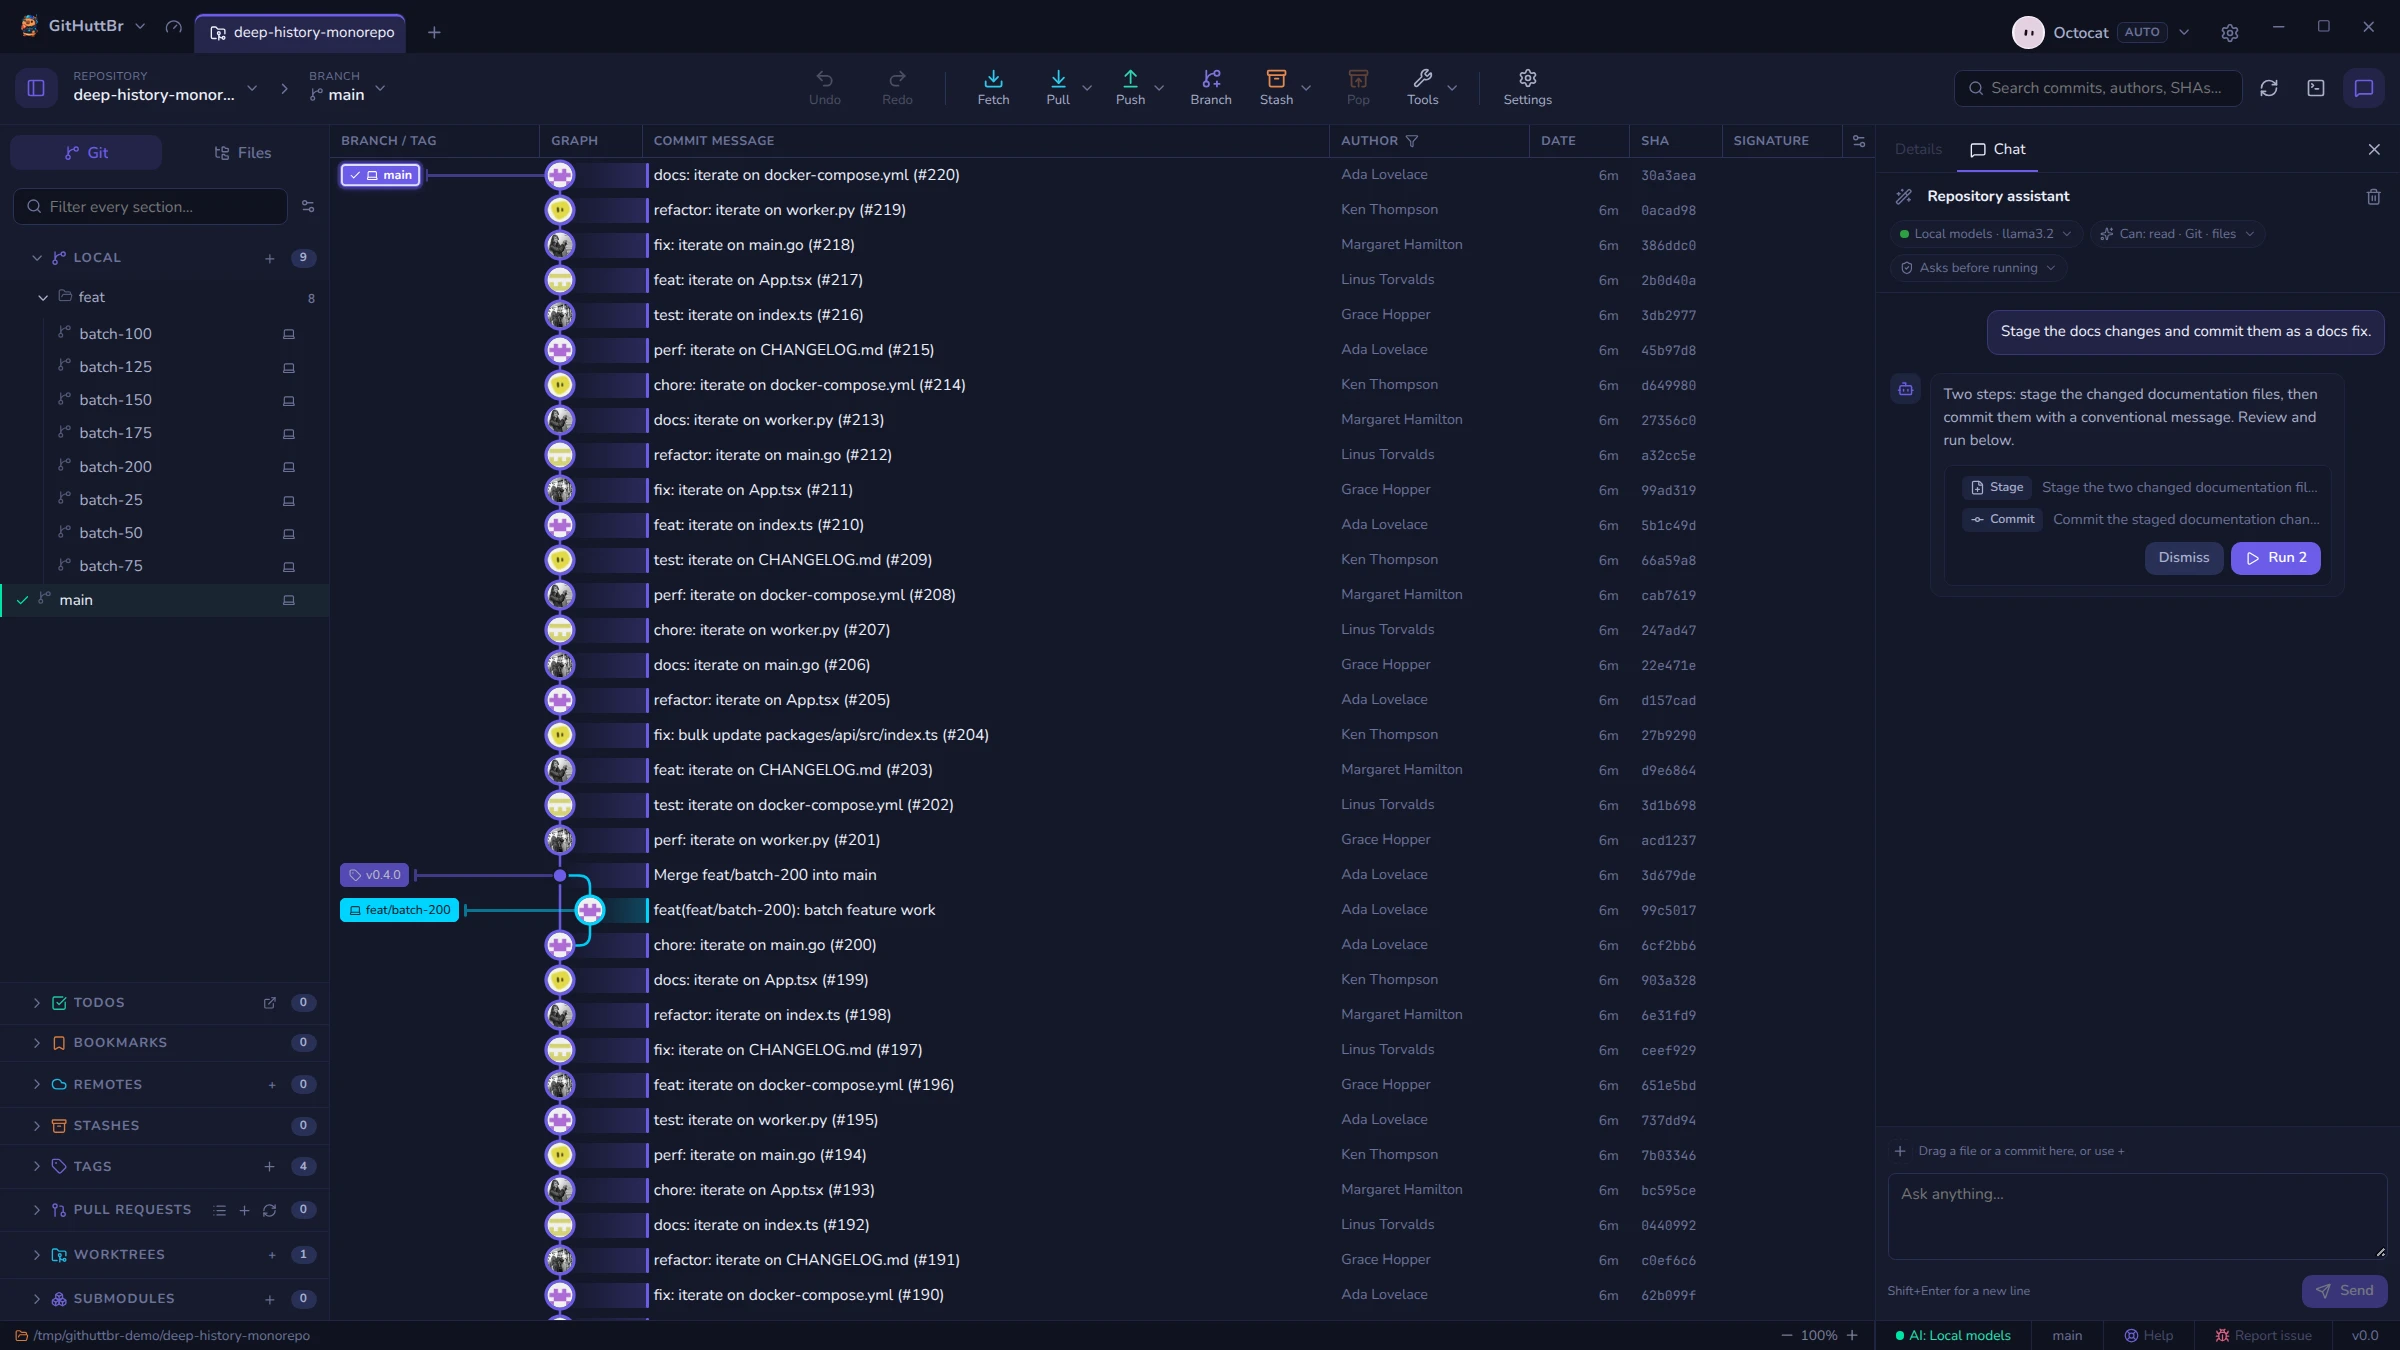 GitHuttBr
deep-history-monorepo
Octocat AUTO
REPOSITORY
deep-history-monor...
BRANCH
main
Undo
Redo
Fetch
Pull
Push
Branch
Stash
Pop
Tools
Settings
Search commits, authors, SHAs...
Git
Files
Filter every section...
LOCAL 9
feat 8
batch-100
batch-125
batch-150
batch-175
batch-200
batch-25
batch-50
batch-75
main
TODOS 0
BOOKMARKS 0
REMOTES 0
STASHES 0
TAGS 4
PULL REQUESTS 0
WORKTREES 1
SUBMODULES 0
BRANCH / TAG GRAPH COMMIT MESSAGE AUTHOR DATE SHA SIGNATURE
main docs: iterate on docker-compose.yml (#220) Ada Lovelace 6m 30a3aea
refactor: iterate on worker.py (#219) Ken Thompson 6m 0acad98
fix: iterate on main.go (#218) Margaret Hamilton 6m 386ddc0
feat: iterate on App.tsx (#217) Linus Torvalds 6m 2b0d40a
test: iterate on index.ts (#216) Grace Hopper 6m 3db2977
perf: iterate on CHANGELOG.md (#215) Ada Lovelace 6m 45b97d8
chore: iterate on docker-compose.yml (#214) Ken Thompson 6m d649980
docs: iterate on worker.py (#213) Margaret Hamilton 6m 27356c0
refactor: iterate on main.go (#212) Linus Torvalds 6m a32cc5e
fix: iterate on App.tsx (#211) Grace Hopper 6m 99ad319
feat: iterate on index.ts (#210) Ada Lovelace 6m 5b1c49d
test: iterate on CHANGELOG.md (#209) Ken Thompson 6m 66a59a8
perf: iterate on docker-compose.yml (#208) Margaret Hamilton 6m cab7619
chore: iterate on worker.py (#207) Linus Torvalds 6m 247ad47
docs: iterate on main.go (#206) Grace Hopper 6m 22e471e
refactor: iterate on App.tsx (#205) Ada Lovelace 6m d157cad
fix: bulk update packages/api/src/index.ts (#204) Ken Thompson 6m 27b9290
feat: iterate on CHANGELOG.md (#203) Margaret Hamilton 6m d9e6864
test: iterate on docker-compose.yml (#202) Linus Torvalds 6m 3d1b698
perf: iterate on worker.py (#201) Grace Hopper 6m acd1237
v0.4.0 Merge feat/batch-200 into main Ada Lovelace 6m 3d679de
feat/batch-200 feat(feat/batch-200): batch feature work Ada Lovelace 6m 99c5017
chore: iterate on main.go (#200) Ada Lovelace 6m 6cf2bb6
docs: iterate on App.tsx (#199) Ken Thompson 6m 903a328
refactor: iterate on index.ts (#198) Margaret Hamilton 6m 6e31fd9
fix: iterate on CHANGELOG.md (#197) Linus Torvalds 6m ceef929
feat: iterate on docker-compose.yml (#196) Grace Hopper 6m 651e5bd
test: iterate on worker.py (#195) Ada Lovelace 6m 737dd94
perf: iterate on main.go (#194) Ken Thompson 6m 7b03346
chore: iterate on App.tsx (#193) Margaret Hamilton 6m bc595ce
docs: iterate on index.ts (#192) Linus Torvalds 6m 0440992
refactor: iterate on CHANGELOG.md (#191) Grace Hopper 6m c0ef6c6
fix: iterate on docker-compose.yml (#190) Ada Lovelace 6m 62b099f
Details
Chat
Repository assistant
Local models · llama3.2
Can: read · Git · files
Asks before running
Stage the docs changes and commit them as a docs fix.
Two steps: stage the changed documentation files, then
commit them with a conventional message. Review and
run below.
Stage Stage the two changed documentation fil...
Commit Commit the staged documentation chan...
Dismiss
Run 2
Drag a file or a commit here, or use +
Ask anything...
Shift+Enter for a new line
Send
/tmp/githuttbr-demo/deep-history-monorepo
100%
AI: Local models
main
Help
Report issue
v0.0